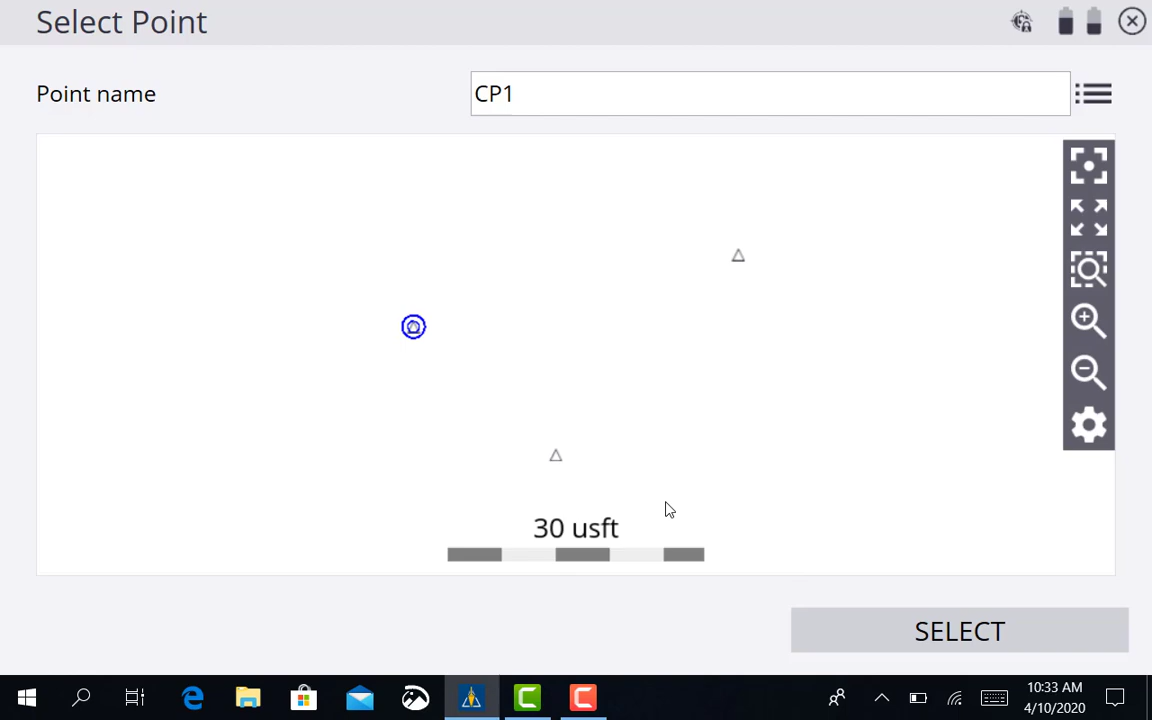 Select Point
Point name
CP1
30 usft
SELECT
10:33 AM
4/10/2020